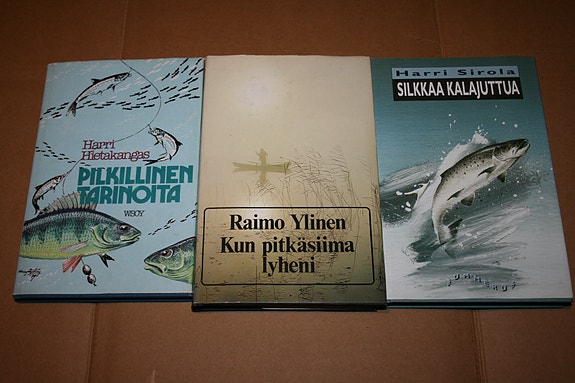 Harri
Hietakangas
PILKILLINEN
TARINOITA
WSOY
Raimo Ylinen
Kun pitkäsiima
lyheni
Harri Sirola
SILKKAA KALAJUTTUA